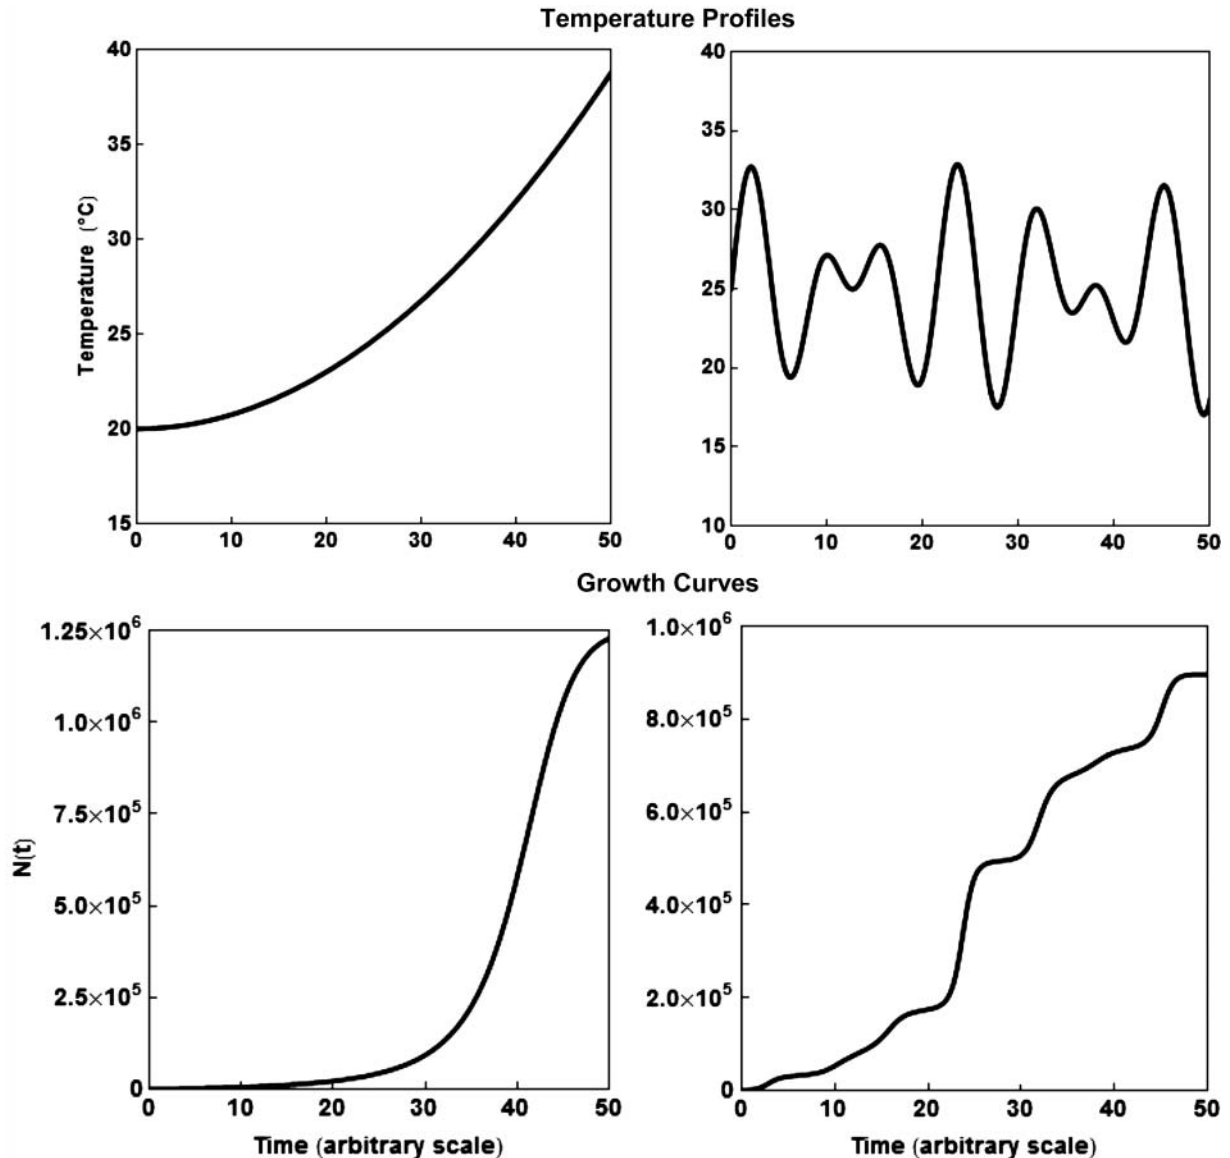 Temperature Profiles
40
35
30
25
20
15
Temperature (°C)
0 10 20 30 40 50
40
35
30
25
20
15
10
0 10 20 30 40 50
Growth Curves
1.25×10⁶
1.0×10⁶
7.5×10⁵
5.0×10⁵
2.5×10⁵
0
N(t)
0 10 20 30 40 50
Time (arbitrary scale)
1.0×10⁶
8.0×10⁵
6.0×10⁵
4.0×10⁵
2.0×10⁵
0
0 10 20 30 40 50
Time (arbitrary scale)